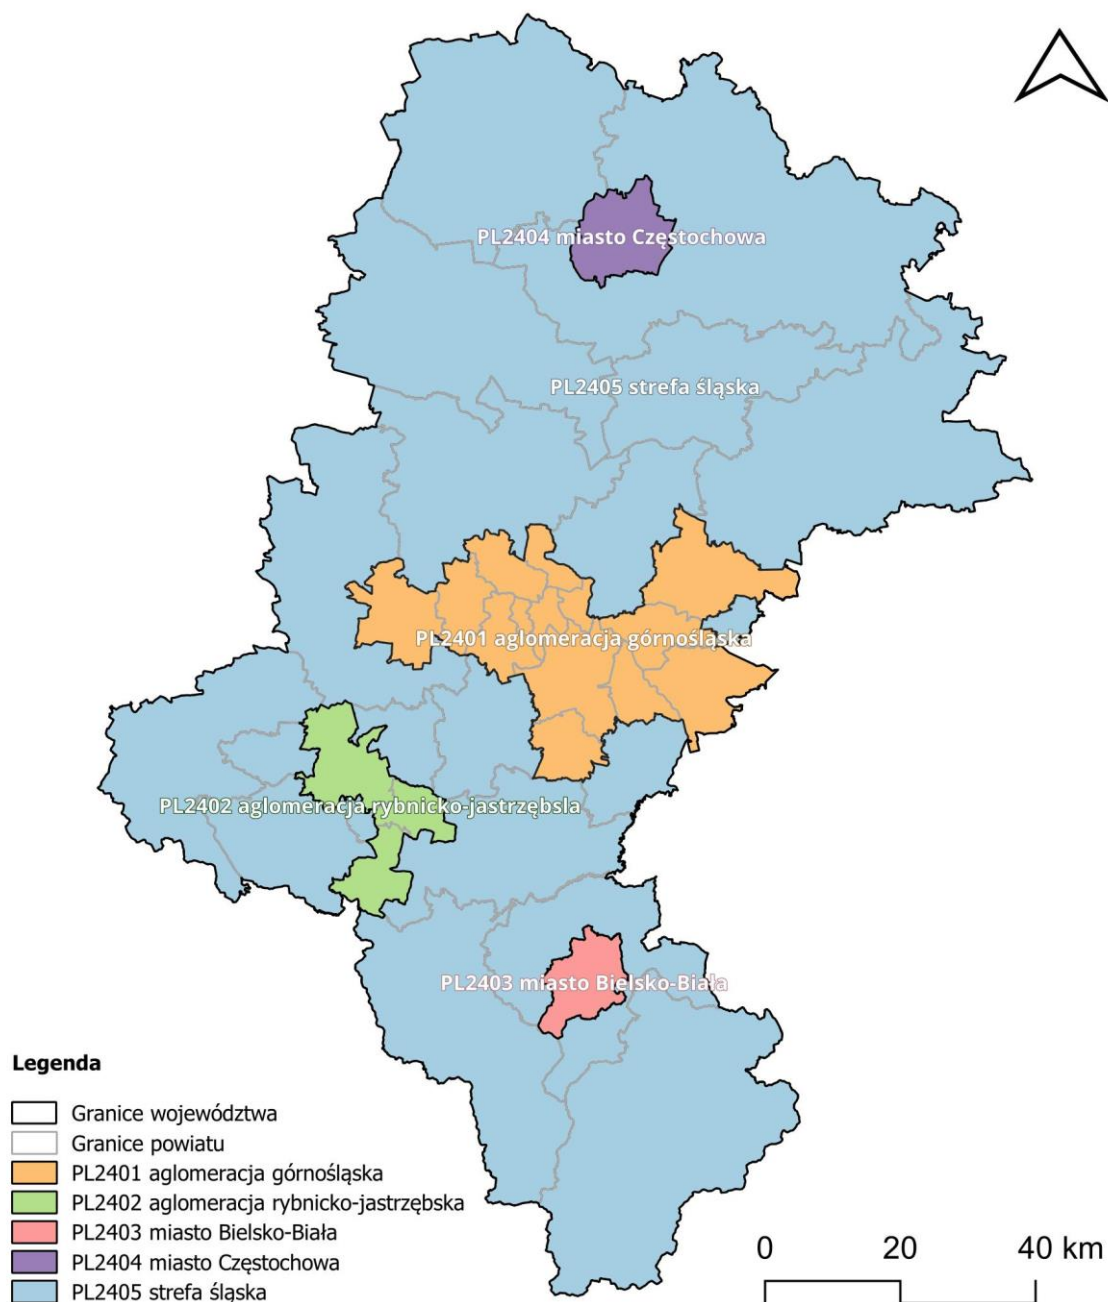 PL2404 miasto Częstochowa
PL2405 strefa śląska
PL2401 aglomeracja górnośląska
PL2402 aglomeracja rybnicko-jastrzębsla
PL2403 miasto Bielsko-Biała
Legenda
Granice województwa
Granice powiatu
PL2401 aglomeracja górnośląska
PL2402 aglomeracja rybnicko-jastrzębska
PL2403 miasto Bielsko-Biała
PL2404 miasto Częstochowa
PL2405 strefa śląska
0 20 40 km